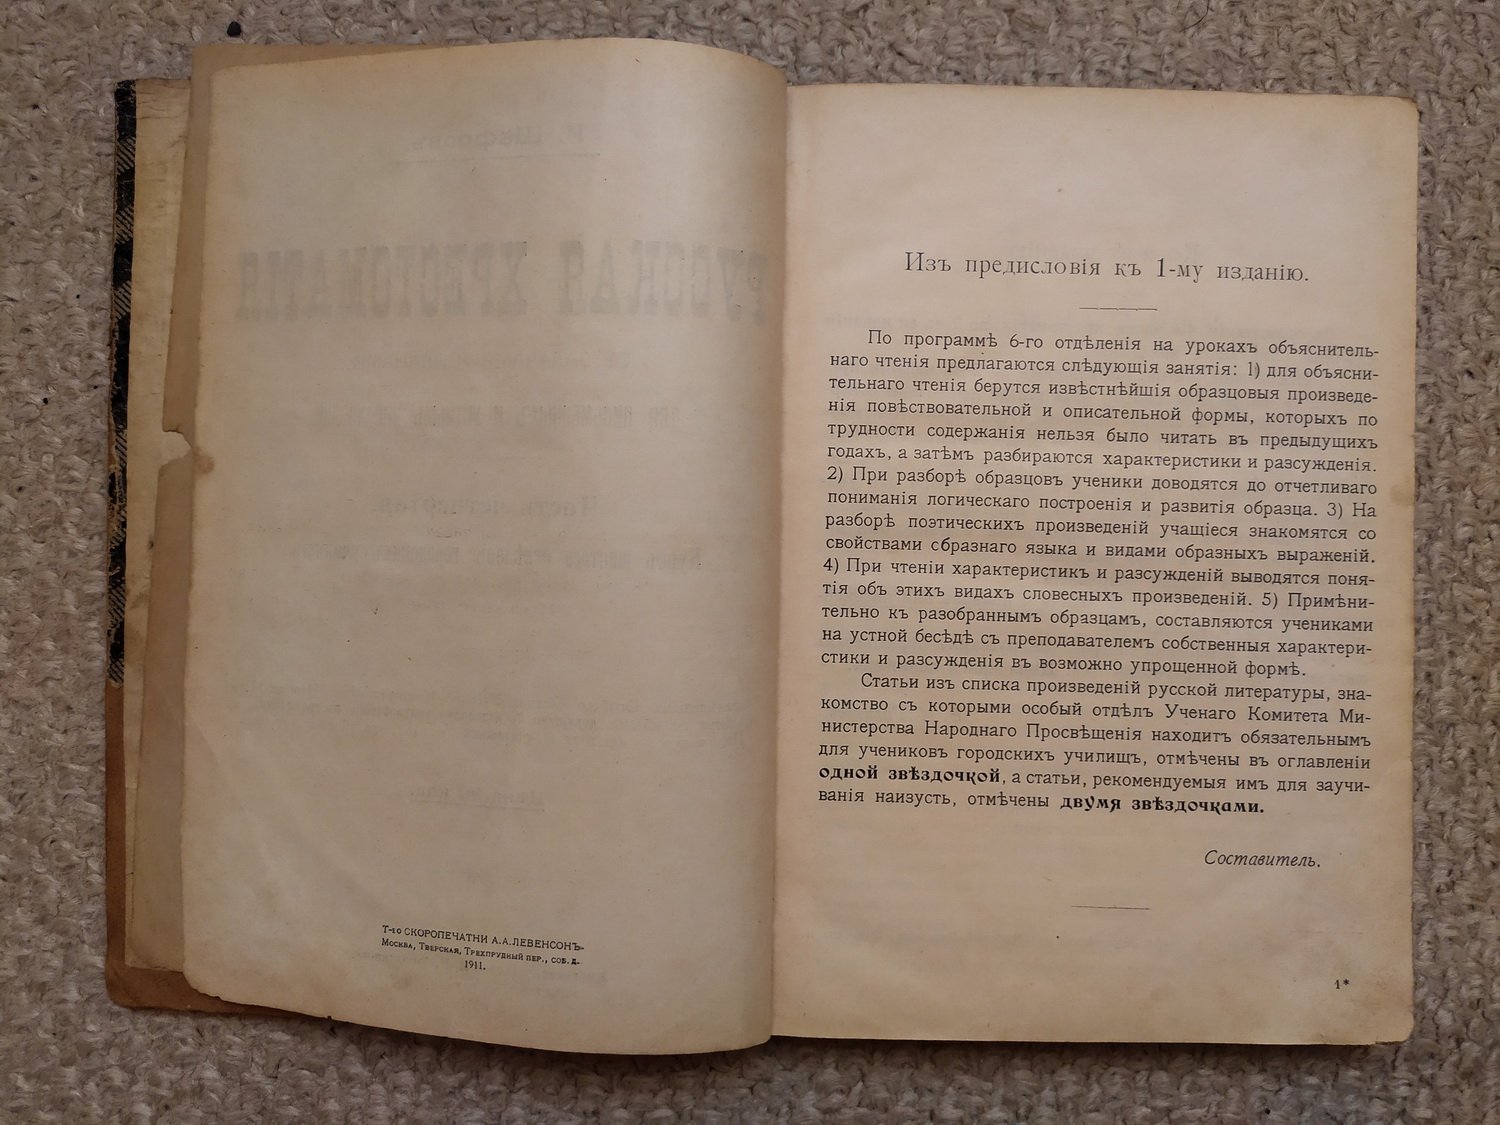 Т-во СКОРОПЕЧАТНИ А.А.ЛЕВЕНСОНЪ
Москва, Тверская, Трехпрудный пер., соб. д.
1911.
Изъ предисловія къ 1-му изданію.
По программѣ 6-го отдѣленія на урокахъ объяснитель-
наго чтенія предлагаются слѣдующія занятія: 1) для объясни-
тельнаго чтенія берутся извѣстнѣйшія образцовыя произведе-
нія повѣствовательной и описательной формы, которыхъ по
трудности содержанія нельзя было читать въ предыдущихъ
годахъ, а затѣмъ разбираются характеристики и разсужденія.
2) При разборѣ образцовъ ученики доводятся до отчетливаго
пониманія логическаго построенія и развитія образца. 3) На
разборѣ поэтическихъ произведеній учащіеся знакомятся со
свойствами образнаго языка и видами образныхъ выраженій.
4) При чтеніи характеристикъ и разсужденій выводятся поня-
тія объ этихъ видахъ словесныхъ произведеній. 5) Примѣни-
тельно къ разобраннымъ образцамъ, составляются учениками
на устной бесѣдѣ съ преподавателемъ собственныя характери-
стики и разсужденія въ возможно упрощенной формѣ.
Статьи изъ списка произведеній русской литературы, зна-
комство съ которыми особый отдѣлъ Ученаго Комитета Ми-
нистерства Народнаго Просвѣщенія находитъ обязательнымъ
для учениковъ городскихъ училищъ, отмѣчены въ оглавленіи
одной звѣздочкой, а статьи, рекомендуемыя имъ для заучи-
ванія наизусть, отмѣчены двумя звѣздочками.
Составитель.
1*